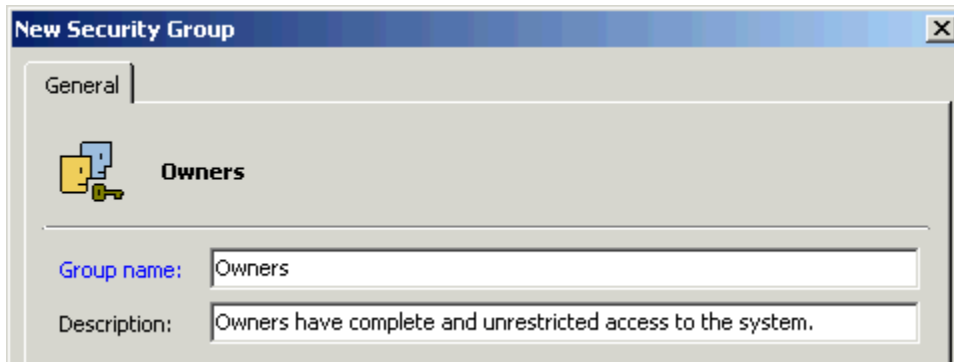 New Security Group
General
Owners
Group name: Owners
Description: Owners have complete and unrestricted access to the system.